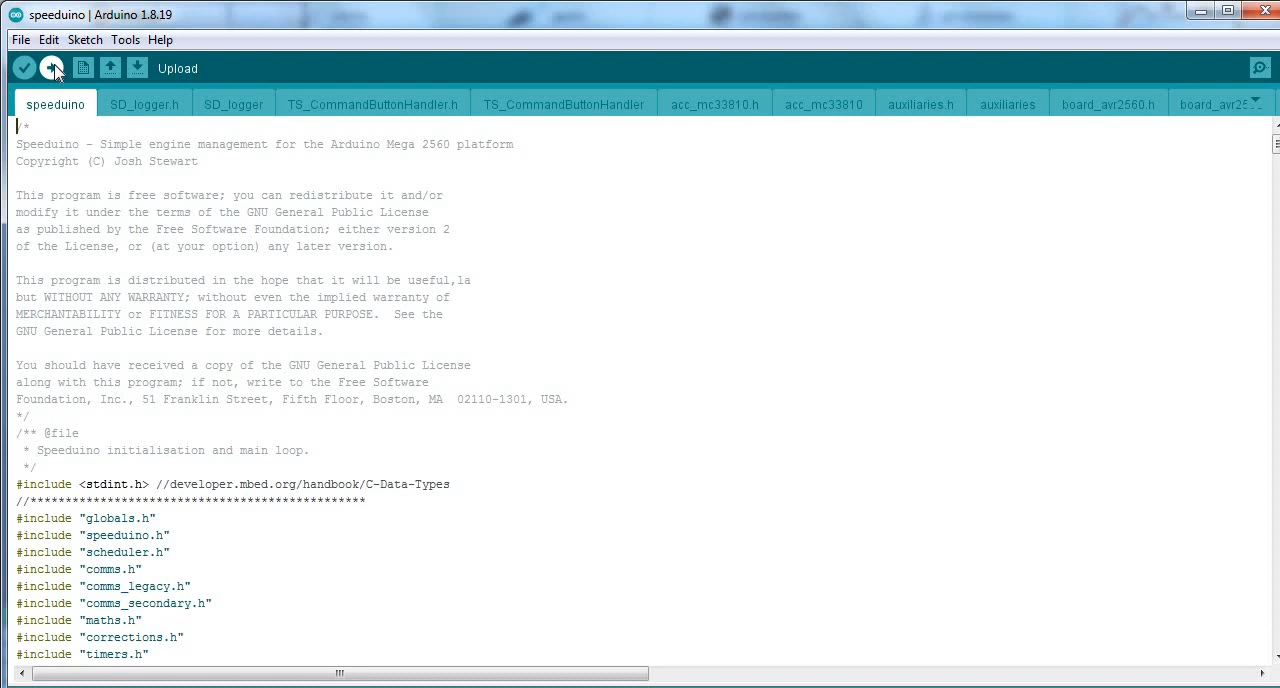 speeduino | Arduino 1.8.19
File Edit Sketch Tools Help
Upload
speeduino SD_logger.h SD_logger TS_CommandButtonHandler.h TS_CommandButtonHandler acc_mc33810.h acc_mc33810 auxiliaries.h auxiliaries board_avr2560.h
/*
Speeduino - Simple engine management for the Arduino Mega 2560 platform
Copyright (C) Josh Stewart
This program is free software; you can redistribute it and/or
modify it under the terms of the GNU General Public License
as published by the Free Software Foundation; either version 2
of the License, or (at your option) any later version.
This program is distributed in the hope that it will be useful,la
but WITHOUT ANY WARRANTY; without even the implied warranty of
MERCHANTABILITY or FITNESS FOR A PARTICULAR PURPOSE.  See the
GNU General Public License for more details.
You should have received a copy of the GNU General Public License
along with this program; if not, write to the Free Software
Foundation, Inc., 51 Franklin Street, Fifth Floor, Boston, MA  02110-1301, USA.
*/
/** @file
 * Speeduino initialisation and main loop.
 */
#include <stdint.h> //developer.mbed.org/handbook/C-Data-Types
//************************************************
#include "globals.h"
#include "speeduino.h"
#include "scheduler.h"
#include "comms.h"
#include "comms_legacy.h"
#include "comms_secondary.h"
#include "maths.h"
#include "corrections.h"
#include "timers.h"